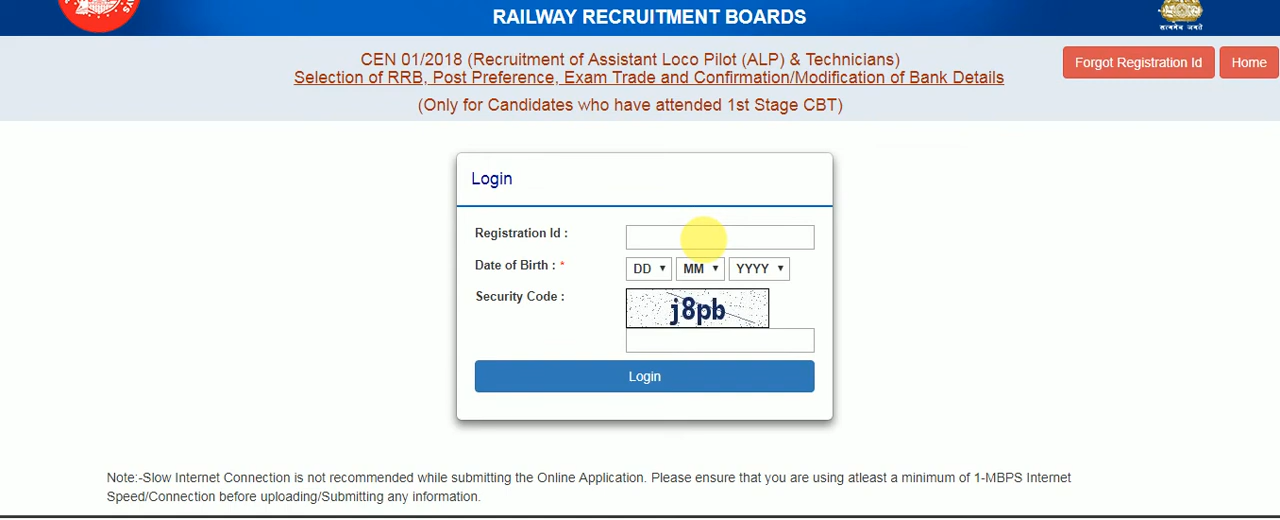 RAILWAY RECRUITMENT BOARDS
सत्यमेव जयते
CEN 01/2018 (Recruitment of Assistant Loco Pilot (ALP) & Technicians)
Selection of RRB, Post Preference, Exam Trade and Confirmation/Modification of Bank Details
(Only for Candidates who have attended 1st Stage CBT)
Forgot Registration Id
Home
Login
Registration Id :
Date of Birth : *
DD MM YYYY
Security Code :
j8pb
Login
Note:-Slow Internet Connection is not recommended while submitting the Online Application. Please ensure that you are using atleast a minimum of 1-MBPS Internet
Speed/Connection before uploading/Submitting any information.